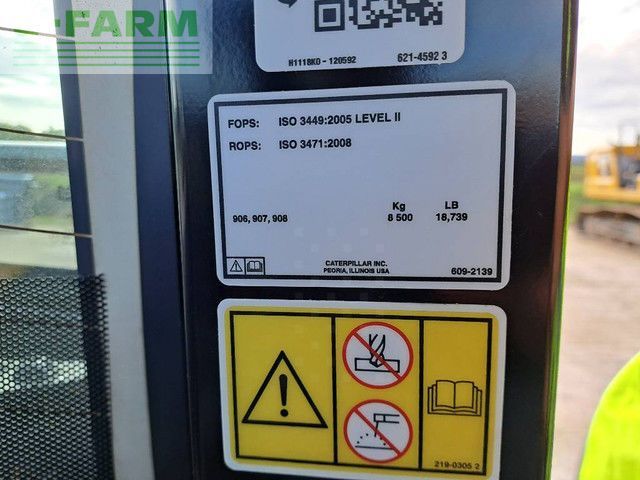 FARM
H1118K0 - 120592
621-4592 3
FOPS: ISO 3449:2005 LEVEL II
ROPS: ISO 3471:2008
Kg LB
906, 907, 908 8 500 18,739
CATERPILLAR INC.
PEORIA, ILLINOIS USA
609-2139
219-0305 2